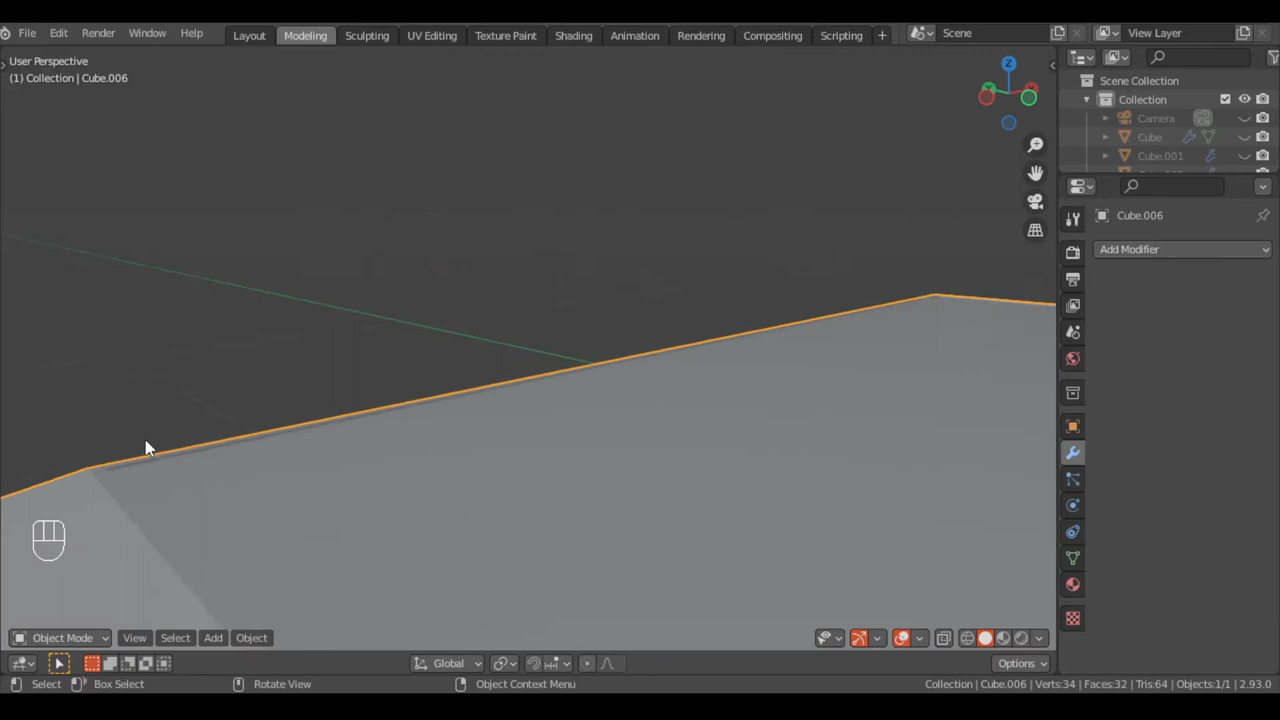 File Edit Render Window Help Layout Modeling Sculpting UV Editing Texture Paint Shading Animation Rendering Compositing Scripting + Scene View Layer
User Perspective
(1) Collection | Cube.006
Z
Scene Collection
Collection
Camera
Cube
Cube.001
Cube.006
Add Modifier
Object Mode View Select Add Object
Global Options
Select Box Select Rotate View Object Context Menu Collection | Cube.006 | Verts:34 | Faces:32 | Tris:64 | Objects:1/1 | 2.93.0